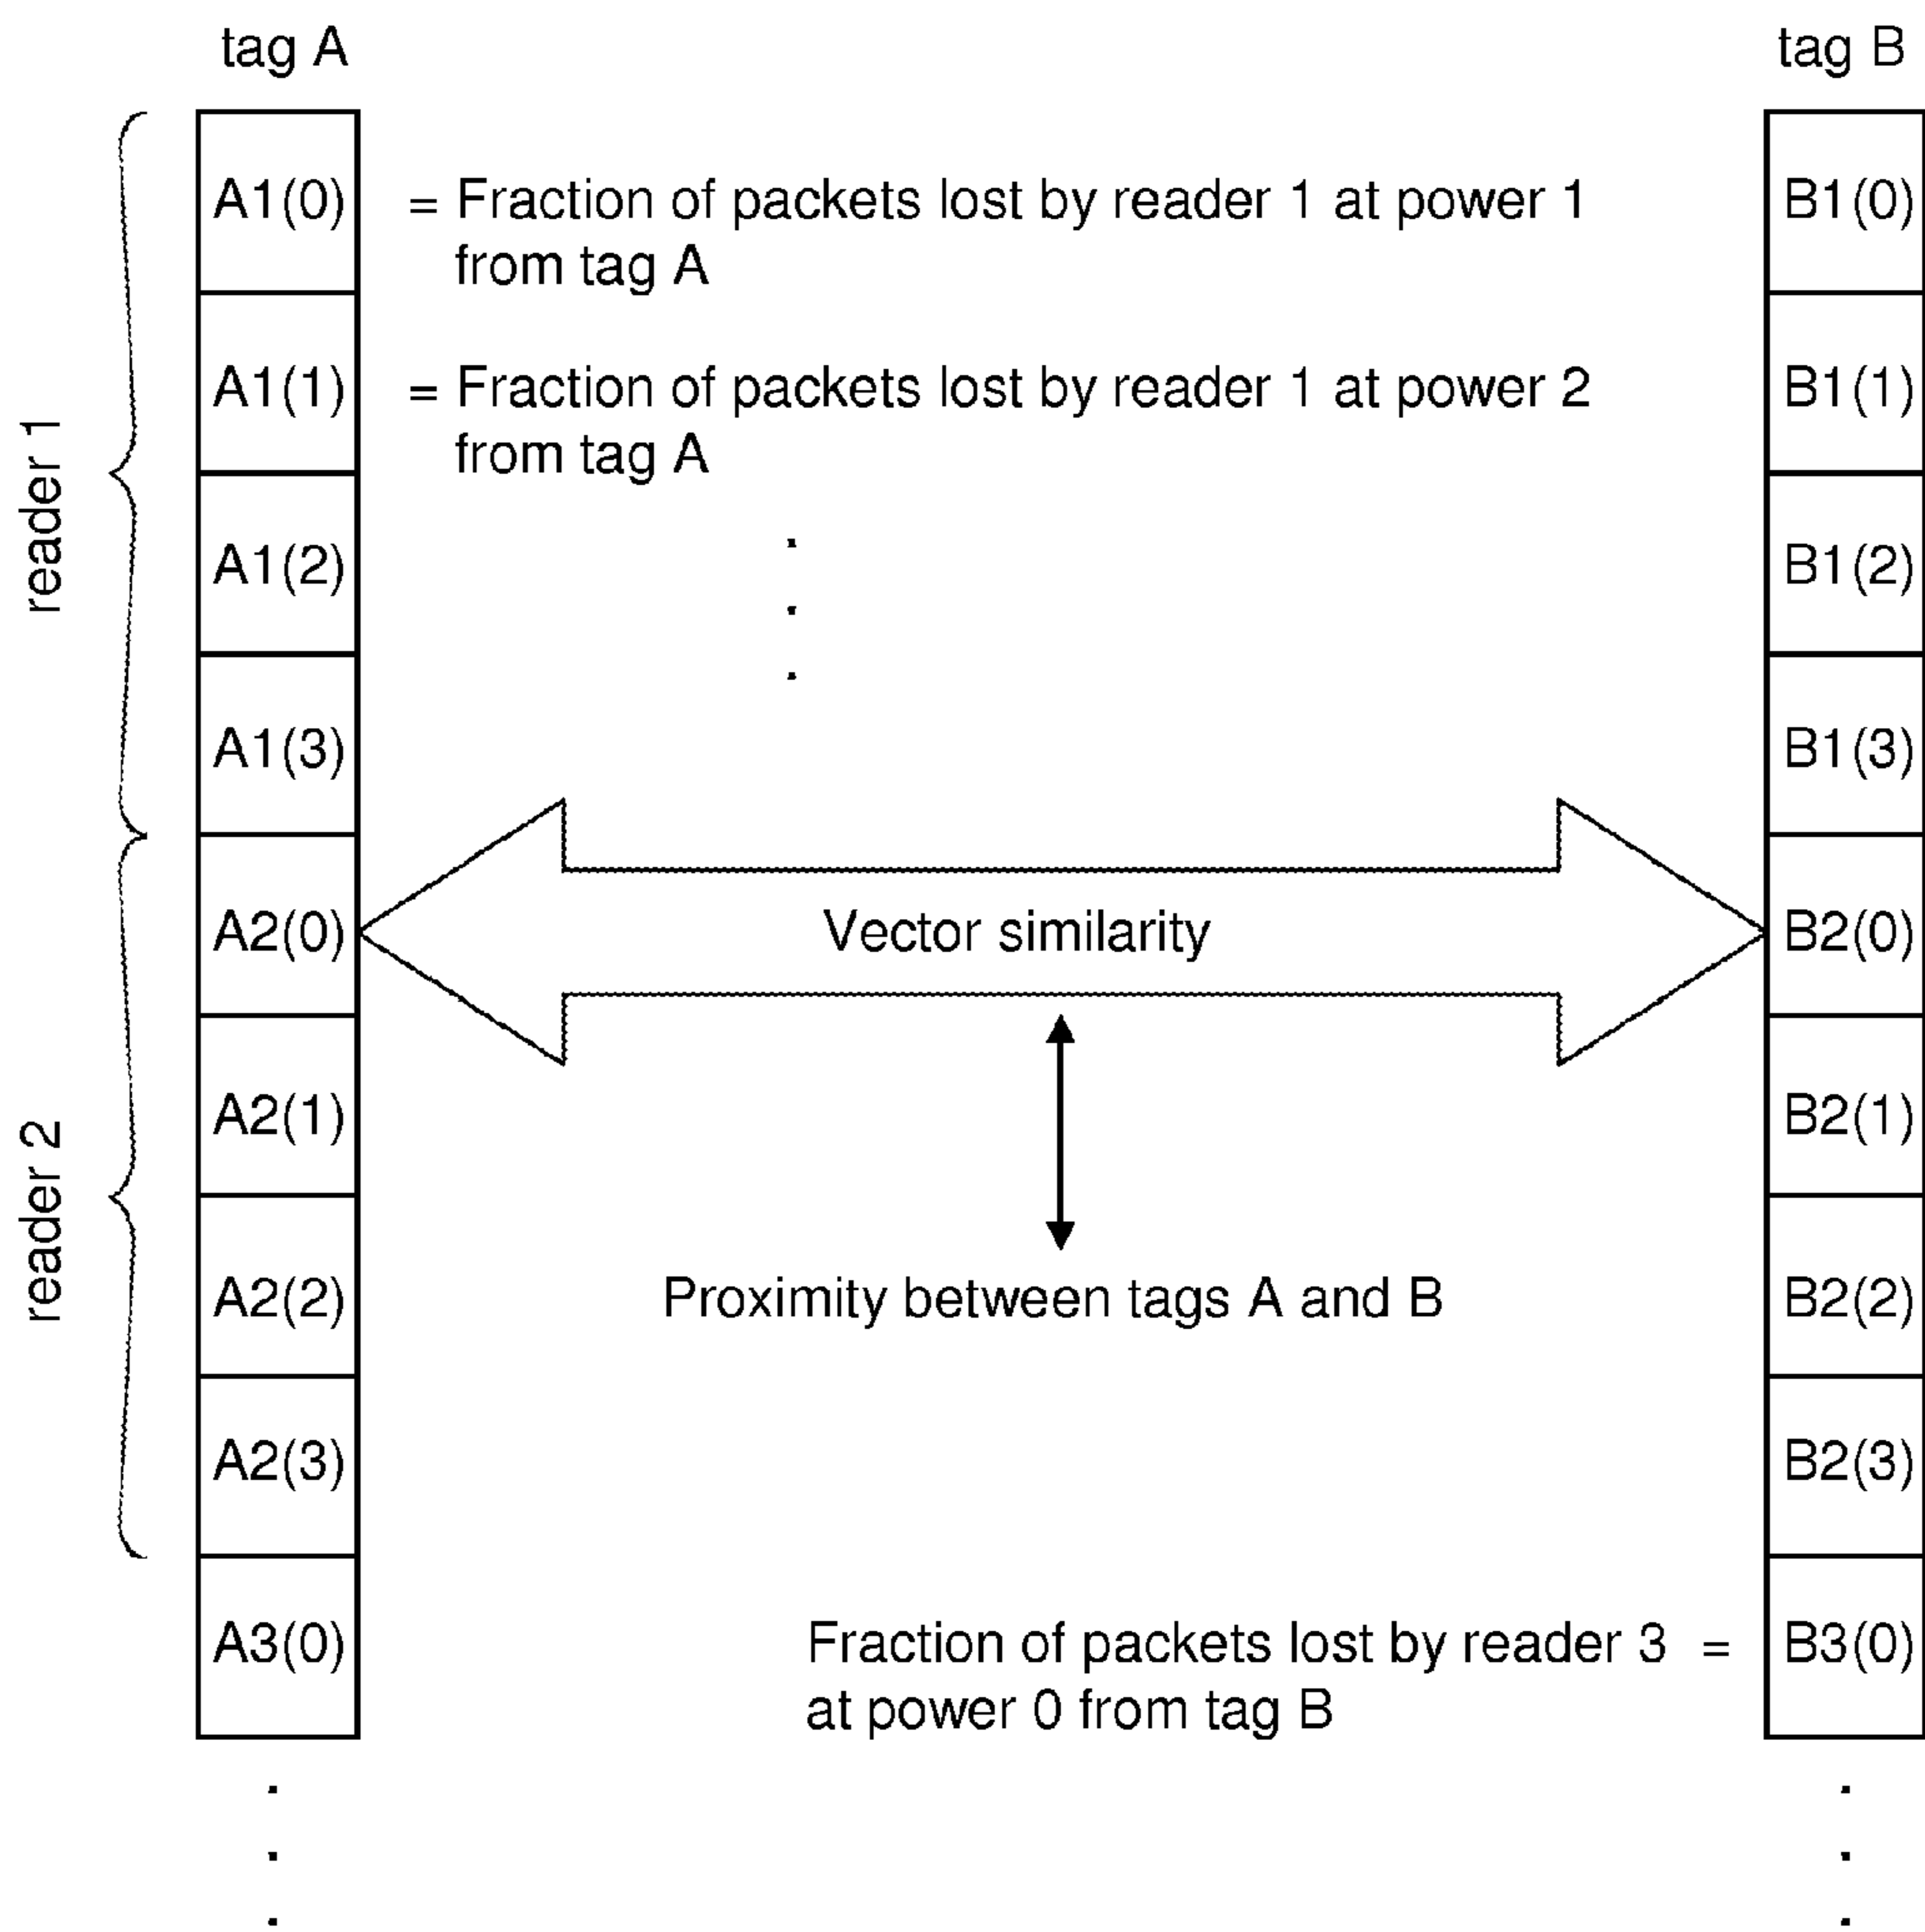 tag A
tag B
reader 1
A1(0)
= Fraction of packets lost by reader 1 at power 1
from tag A
B1(0)
A1(1)
= Fraction of packets lost by reader 1 at power 2
from tag A
B1(1)
A1(2)
B1(2)
A1(3)
B1(3)
reader 2
A2(0)
Vector similarity
B2(0)
A2(1)
B2(1)
A2(2)
Proximity between tags A and B
B2(2)
A2(3)
B2(3)
A3(0)
Fraction of packets lost by reader 3 =
at power 0 from tag B
B3(0)